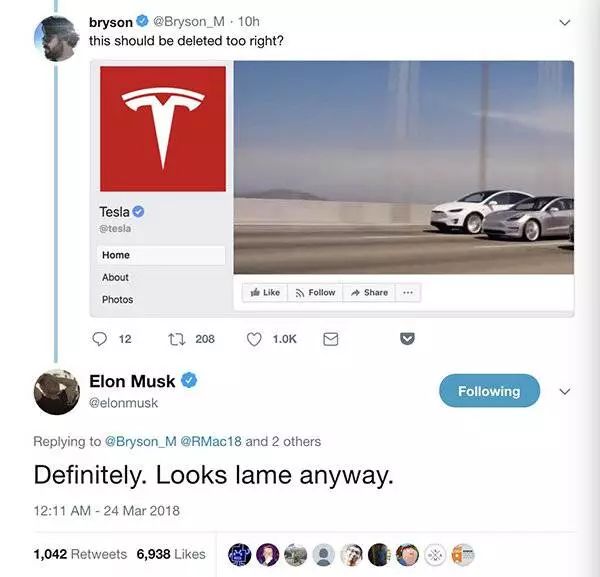 bryson @Bryson_M · 10h
this should be deleted too right?
Tesla
@tesla
Home
About
Photos
Like Follow Share ···
12 208 1.0K
Elon Musk
@elonmusk
Following
Replying to @Bryson_M @RMac18 and 2 others
Definitely. Looks lame anyway.
12:11 AM - 24 Mar 2018
1,042 Retweets 6,938 Likes